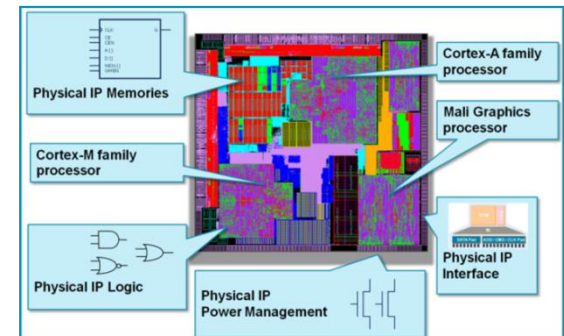 CLK
Physical IP Memories
Cortex-A family
processor
Mali Graphics
processor
Cortex-M family
processor
Physical IP Logic
Physical IP
Interface
Physical IP
Power Management